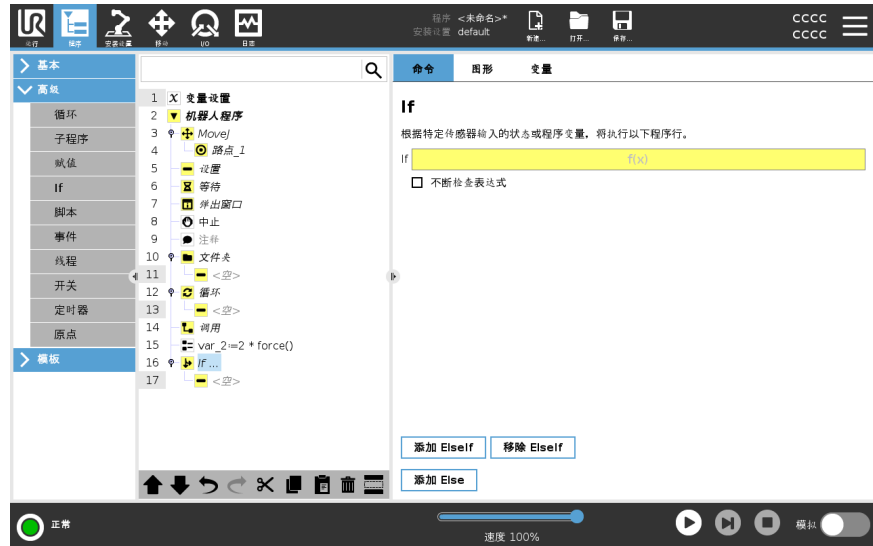 程序 <未命名>*
安装设置 default
cccc
cccc
运行 程序 安装设置 移动 I/O 日志 新建... 打开... 保存...
基本
高级
循环
子程序
赋值
If
脚本
事件
线程
开关
定时器
原点
模板
1 x 变量设置
2 机器人程序
3 MoveJ
4 路点_1
5 设置
6 等待
7 弹出窗口
8 中止
9 注释
10 文件夹
11 <空>
12 循环
13 <空>
14 调用
15 var_2≔2 * force()
16 If ...
17 <空>
命令 图形 变量
If
根据特定传感器输入的状态或程序变量，将执行以下程序行。
If f(x)
不断检查表达式
添加 ElseIf 移除 ElseIf
添加 Else
正常
速度 100%
模拟